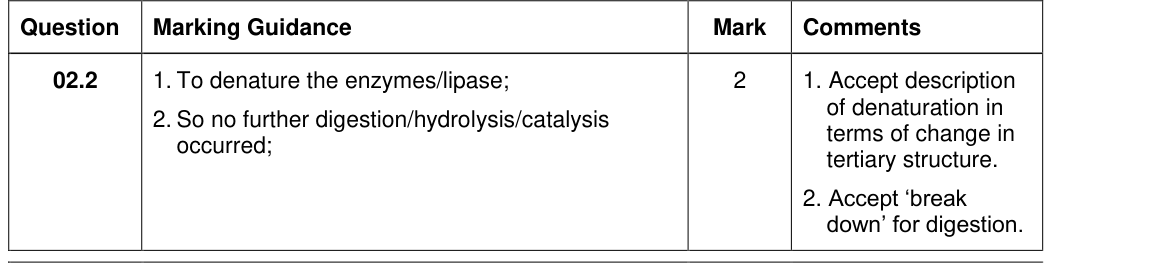 Question Marking Guidance Mark Comments
02.2 1. To denature the enzymes/lipase; 2 1. Accept description
of denaturation in
2. So no further digestion/hydrolysis/catalysis terms of change in
occurred; tertiary structure.
2. Accept ‘break
down’ for digestion.